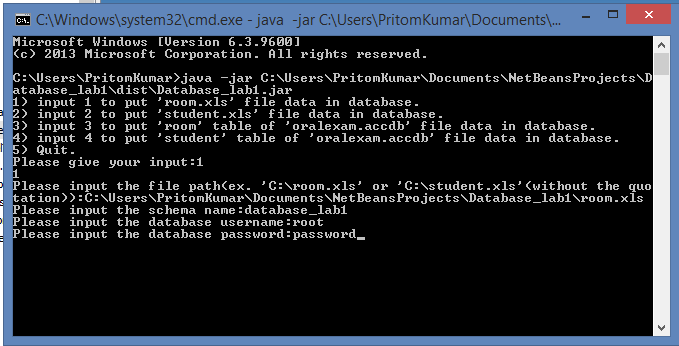 C:\Windows\system32\cmd.exe - java -jar C:\Users\PritomKumar\Documents\...
Microsoft Windows [Version 6.3.9600]
(c) 2013 Microsoft Corporation. All rights reserved.
C:\Users\PritomKumar>java -jar C:\Users\PritomKumar\Documents\NetBeansProjects\D
atabase_lab1\dist\Database_lab1.jar
1) input 1 to put 'room.xls' file data in database.
2) input 2 to put 'student.xls' file data in database.
3) input 3 to put 'room' table of 'oralexam.accdb' file data in database.
4) input 4 to put 'student' table of 'oralexam.accdb' file data in database.
5) Quit.
Please give your input:1
1
Please input the file path(ex. 'C:\room.xls' or 'C:\student.xls'(without the quo
tation)):C:\Users\PritomKumar\Documents\NetBeansProjects\Database_lab1\room.xls
Please input the schema name:database_lab1
Please input the database username:root
Please input the database password:password